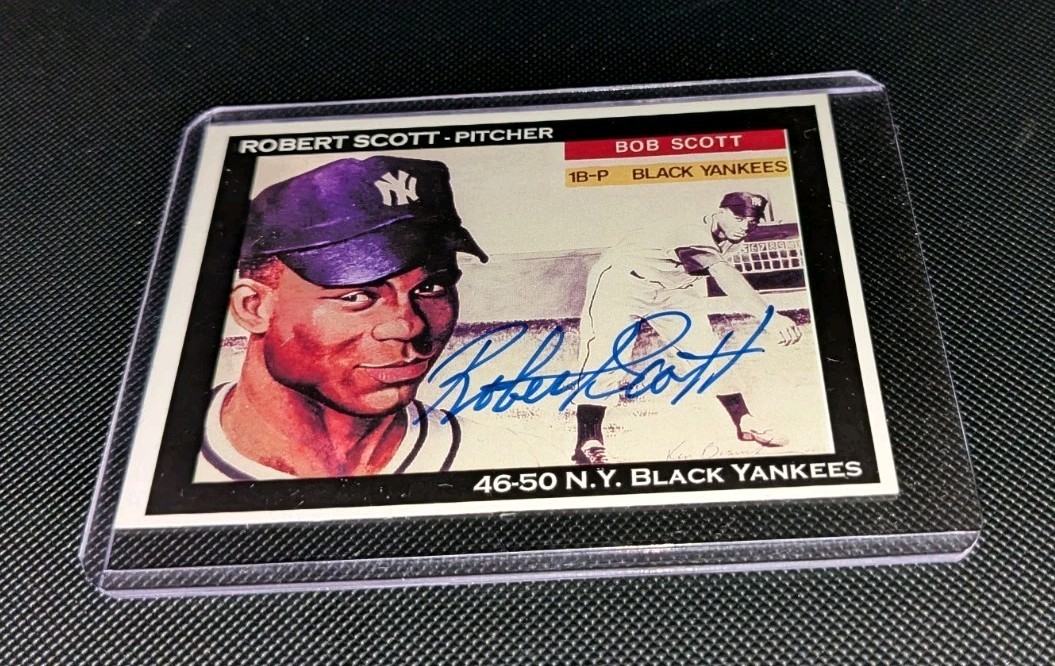 ROBERT SCOTT - PITCHER
BOB SCOTT
1B-P BLACK YANKEES
NY
Robert Scott
46-50 N.Y. BLACK YANKEES